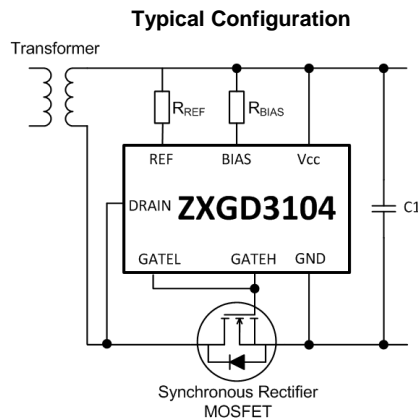 Typical Configuration
Transformer
RREF
RBIAS
REF
BIAS
Vcc
DRAIN
ZXGD3104
C1
GATEL
GATEH
GND
Synchronous Rectifier
MOSFET